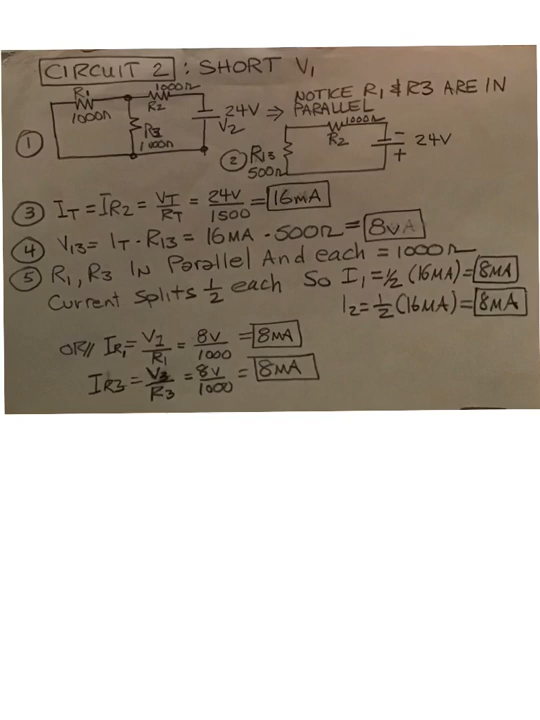 CIRCUIT 2 : SHORT V1
R1
1000Ω
1000Ω
R2
R3
1000Ω
24V
V2
⇒ NOTICE R1 & R3 ARE IN
PARALLEL
①
② R13
500Ω
1000Ω
R2
−
+
24V
③ IT = IR2 = VT/RT = 24V/1500 = 16MA
④ V13 = IT · R13 = 16MA · 500Ω = 8VA
⑤ R1, R3 IN Parallel And each = 1000Ω
Current Splits 1/2 each So I1 = 1/2 (16MA) = 8MA
I2 = 1/2 (16MA) = 8MA
OR// IR1 = V1/R1 = 8V/1000 = 8MA
IR3 = V3/R3 = 8V/1000 = 8MA